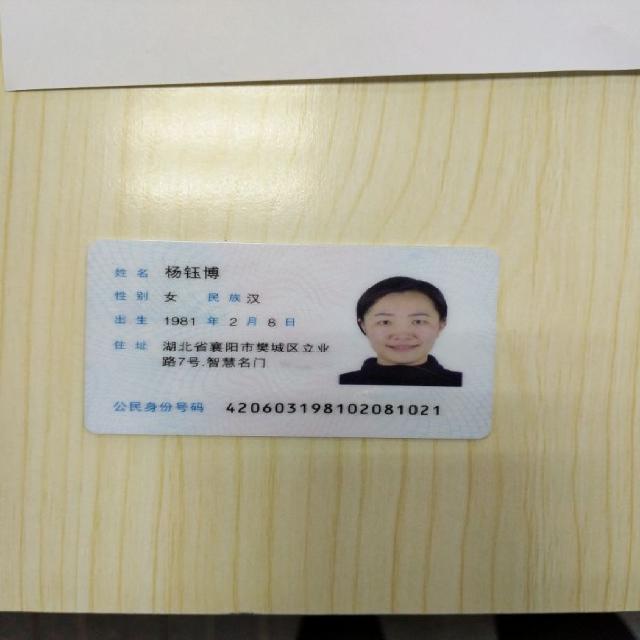 姓名 杨钰博
性别 女 民族 汉
出生 1981 年 2 月 8 日
住址 湖北省襄阳市樊城区立业
路7号.智慧名门
公民身份号码 420603198102081021